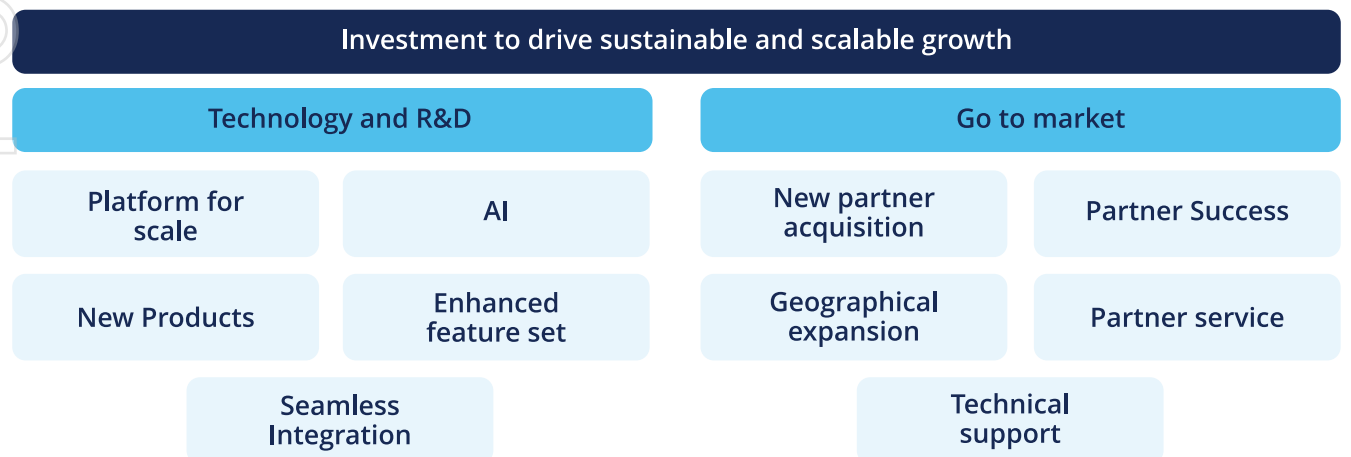 Investment to drive sustainable and scalable growth
Technology and R&D
Platform for
scale
AI
New Products
Enhanced
feature set
Seamless
Integration
Go to market
New partner
acquisition
Partner Success
Geographical
expansion
Partner service
Technical
support